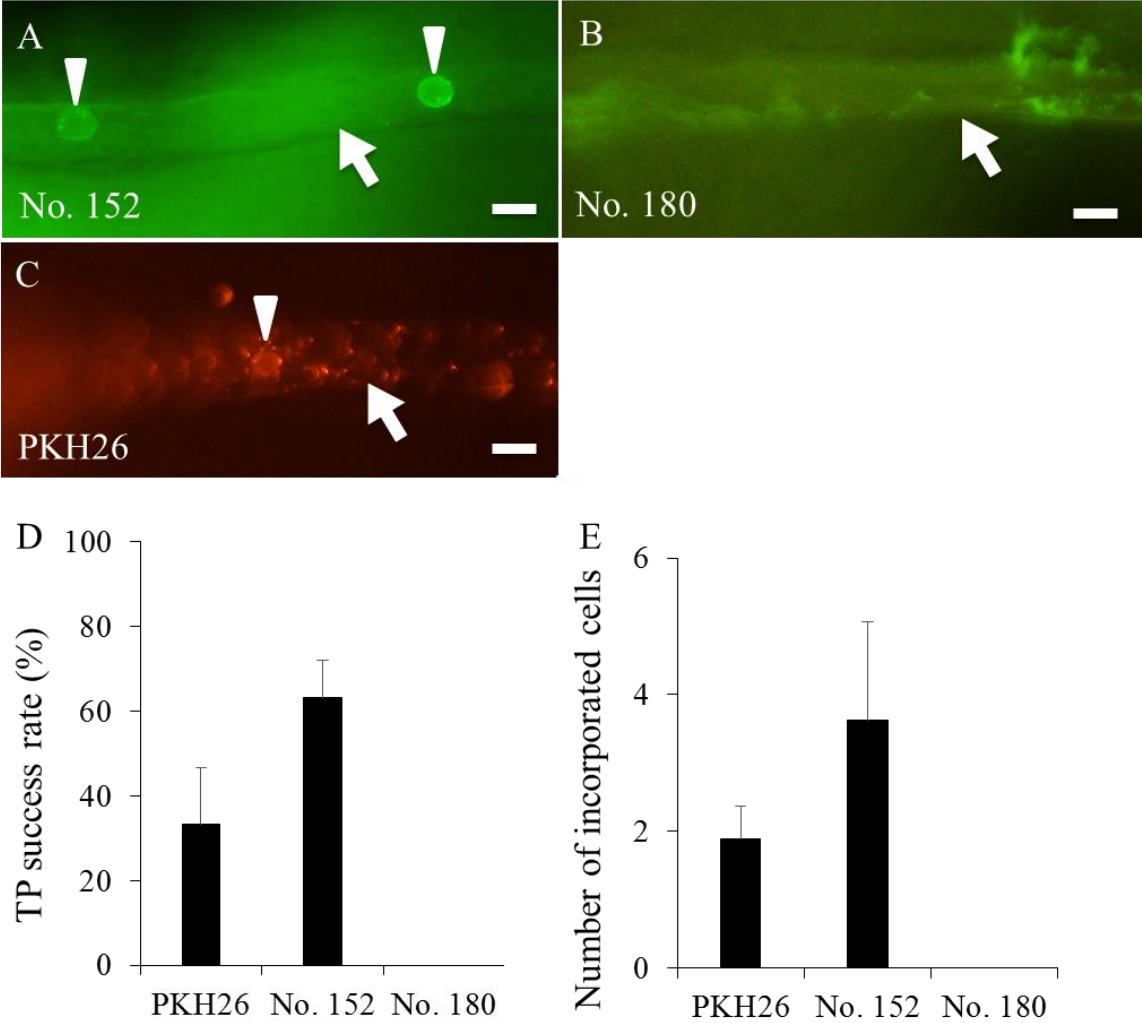 A
No. 152
B
No. 180
C
PKH26
D
TP success rate (%)
100
80
60
40
20
0
PKH26 No. 152 No. 180
E
Number of incorporated cells
6
4
2
0
PKH26 No. 152 No. 180